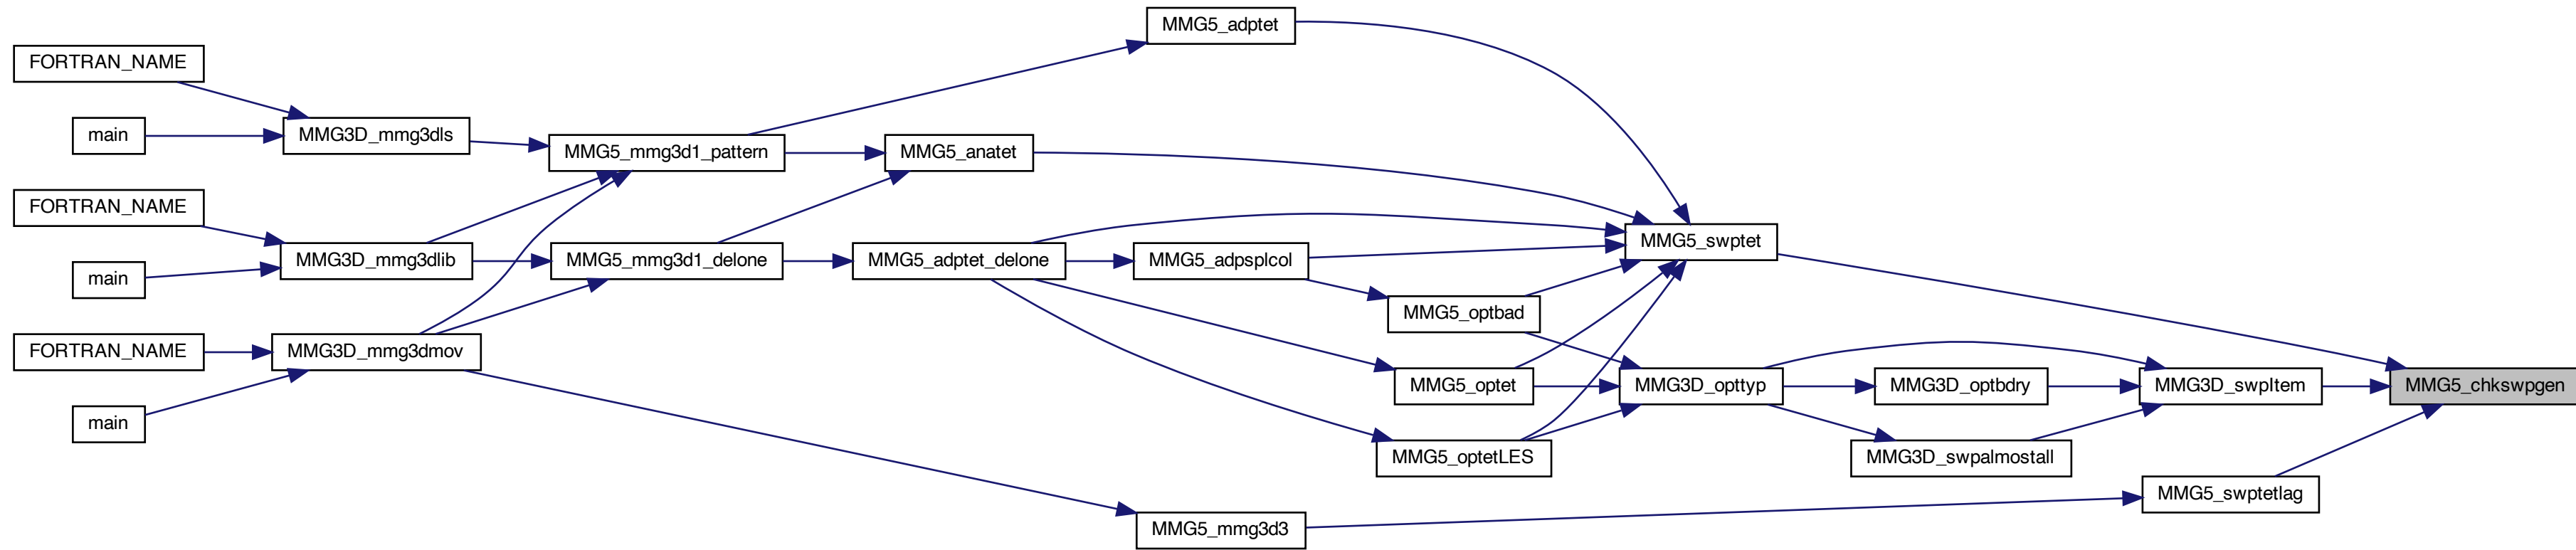 MMG5_adptet
FORTRAN_NAME
main
MMG3D_mmg3dls
MMG5_mmg3d1_pattern
MMG5_anatet
FORTRAN_NAME
main
MMG3D_mmg3dlib
MMG5_mmg3d1_delone
MMG5_adptet_delone
MMG5_adpsplcol
MMG5_swptet
MMG5_optbad
FORTRAN_NAME
main
MMG3D_mmg3dmov
MMG5_optet
MMG3D_opttyp
MMG3D_optbdry
MMG3D_swpItem
MMG5_chkswpgen
MMG5_optetLES
MMG3D_swpalmostall
MMG5_swptetlag
MMG5_mmg3d3